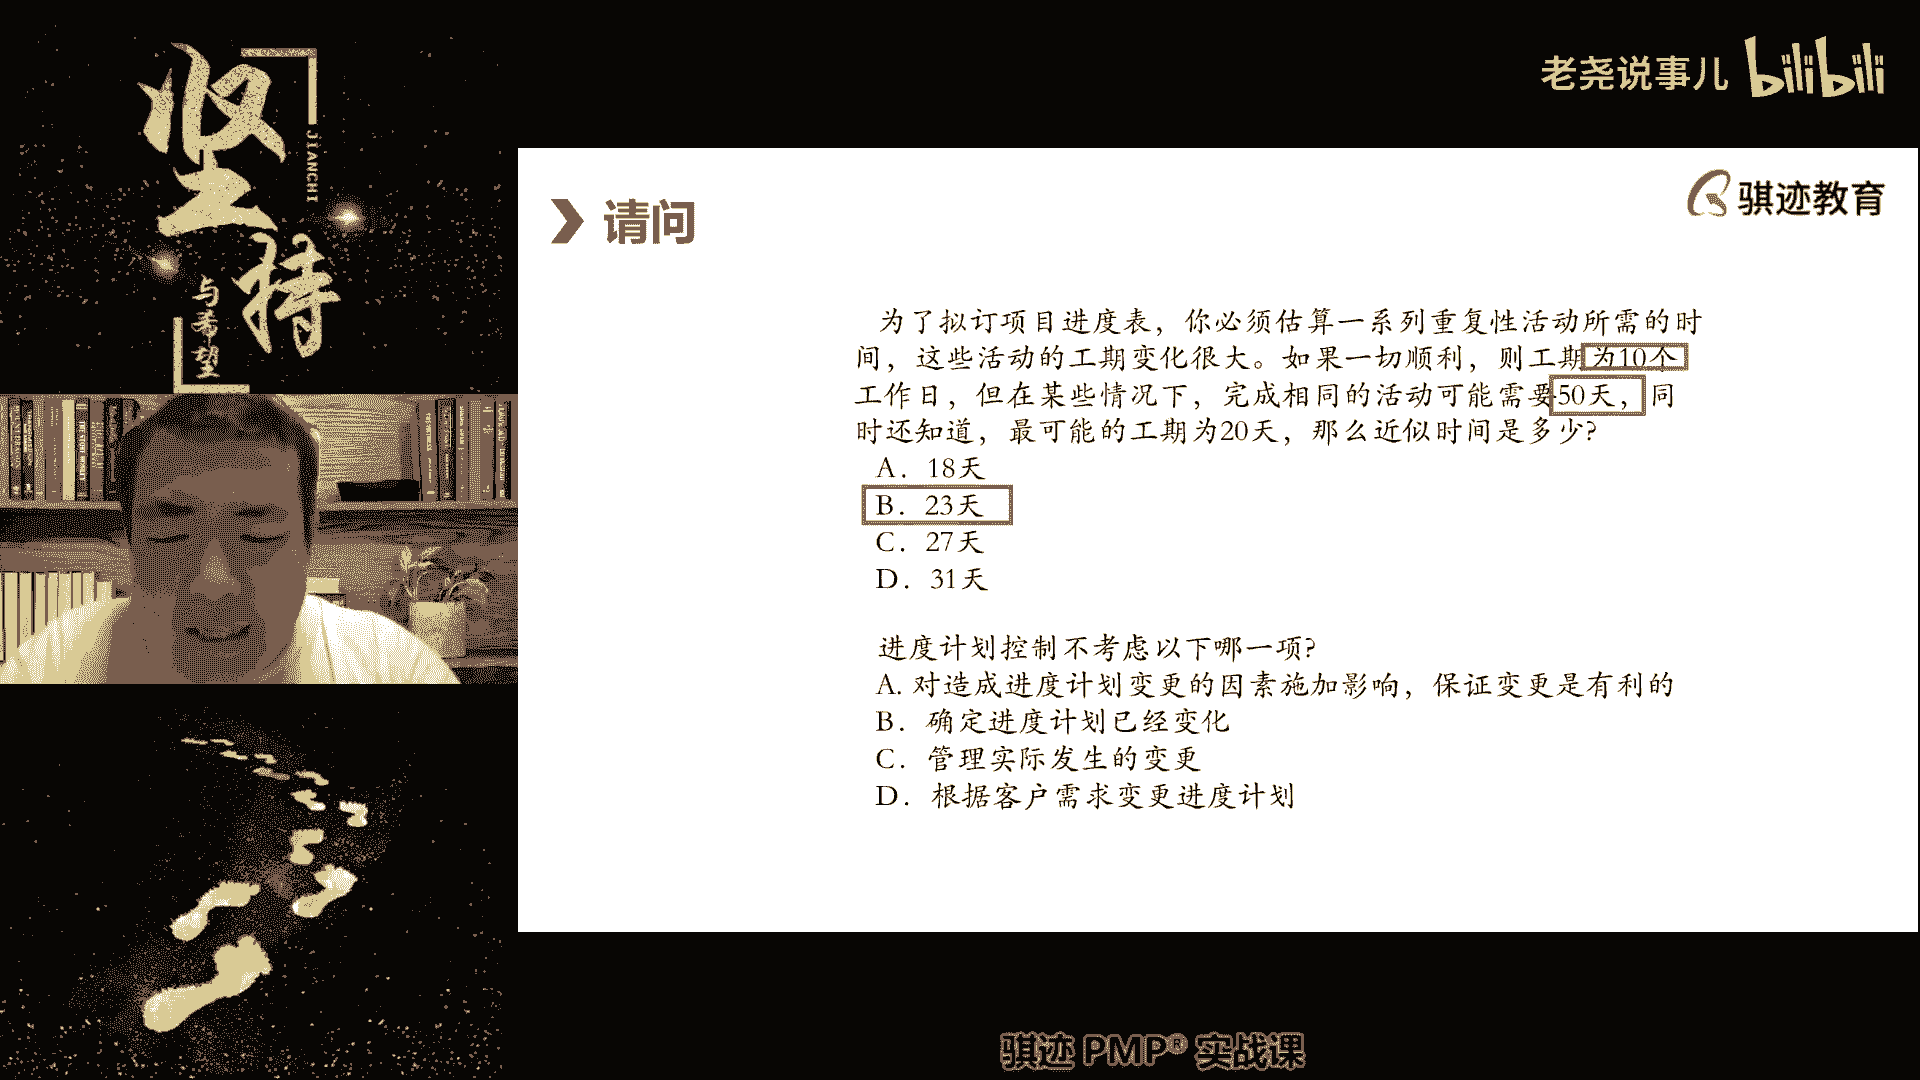 坚持
JIANCHI
与希望
老尧说事儿 bilibili
骐迹教育
请问
为了拟订项目进度表，你必须估算一系列重复性活动所需的时
间，这些活动的工期变化很大。如果一切顺利，则工期为10个
工作日，但在某些情况下，完成相同的活动可能需要50天，同
时还知道，最可能的工期为20天，那么近似时间是多少?
A．18天
B．23天
C．27天
D．31天
进度计划控制不考虑以下哪一项?
A. 对造成进度计划变更的因素施加影响，保证变更是有利的
B．确定进度计划已经变化
C．管理实际发生的变更
D．根据客户需求变更进度计划
骐迹 PMP® 实战课